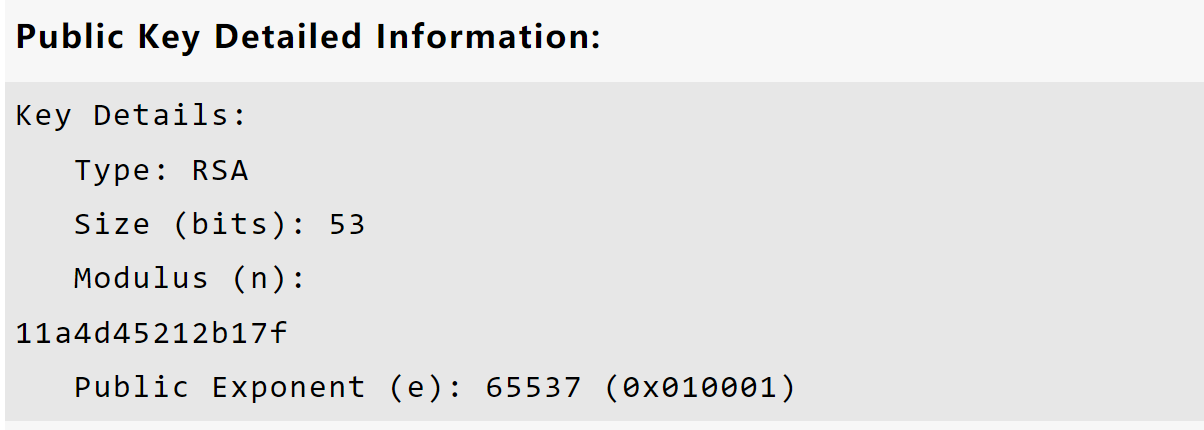 Public Key Detailed Information:
Key Details:
Type: RSA
Size (bits): 53
Modulus (n):
11a4d45212b17f
Public Exponent (e): 65537 (0x010001)